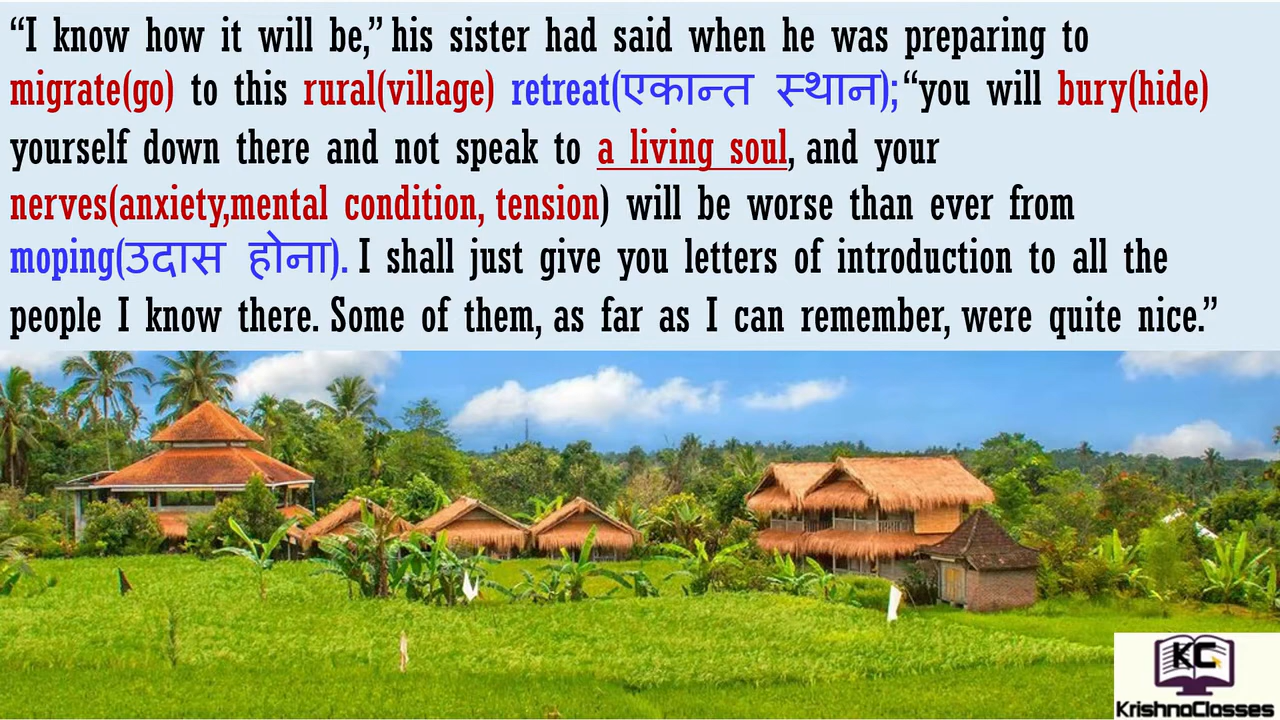 “I know how it will be,” his sister had said when he was preparing to
migrate(go) to this rural(village) retreat(एकान्त स्थान); “you will bury(hide)
yourself down there and not speak to a living soul, and your
nerves(anxiety,mental condition, tension) will be worse than ever from
moping(उदास होना). I shall just give you letters of introduction to all the
people I know there. Some of them, as far as I can remember, were quite nice.”
KC
KrishnaClasses